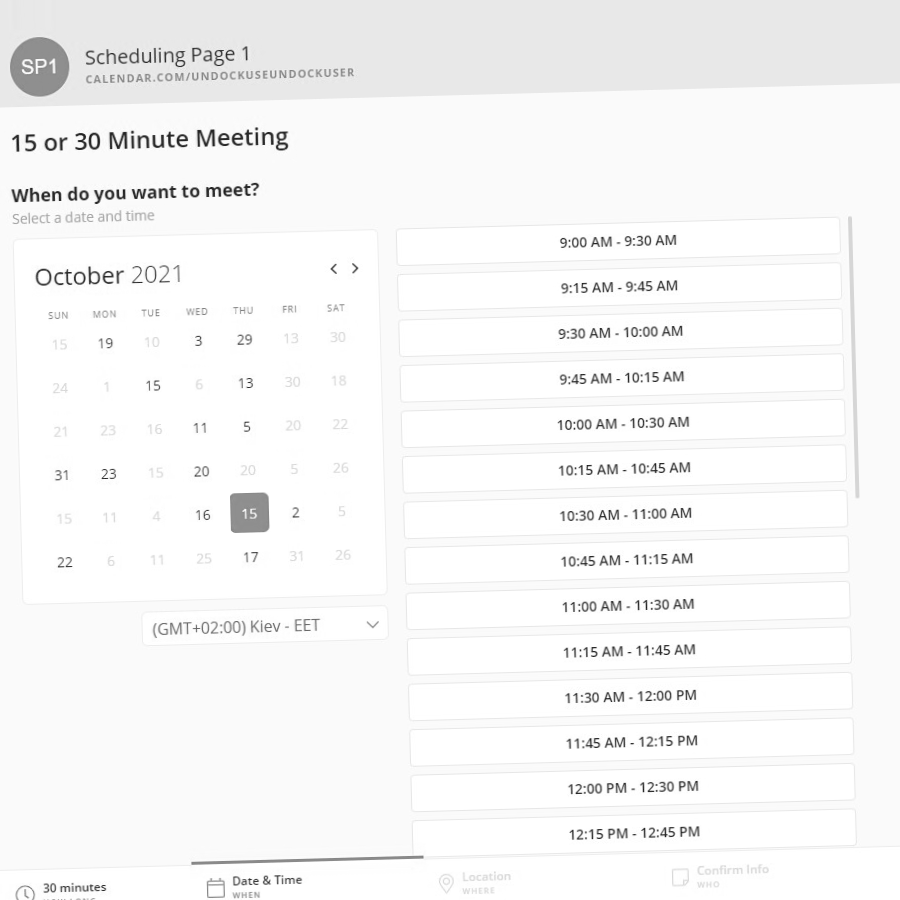 SP1
Scheduling Page 1
CALENDAR.COM/UNDOCKUSEUNDOCKUSER
15 or 30 Minute Meeting
When do you want to meet?
Select a date and time
October 2021
SUN MON TUE WED THU FRI SAT
15 19 10 3 29 13 30
24 1 15 6 13 30 18
21 23 16 11 5 20 22
31 23 15 20 20 5 26
15 11 4 16 15 2 5
22 6 11 25 17 31 26
(GMT+02:00) Kiev - EET
9:00 AM - 9:30 AM
9:15 AM - 9:45 AM
9:30 AM - 10:00 AM
9:45 AM - 10:15 AM
10:00 AM - 10:30 AM
10:15 AM - 10:45 AM
10:30 AM - 11:00 AM
10:45 AM - 11:15 AM
11:00 AM - 11:30 AM
11:15 AM - 11:45 AM
11:30 AM - 12:00 PM
11:45 AM - 12:15 PM
12:00 PM - 12:30 PM
12:15 PM - 12:45 PM
30 minutes
Date & Time
WHEN
Location
WHERE
Confirm Info
WHO